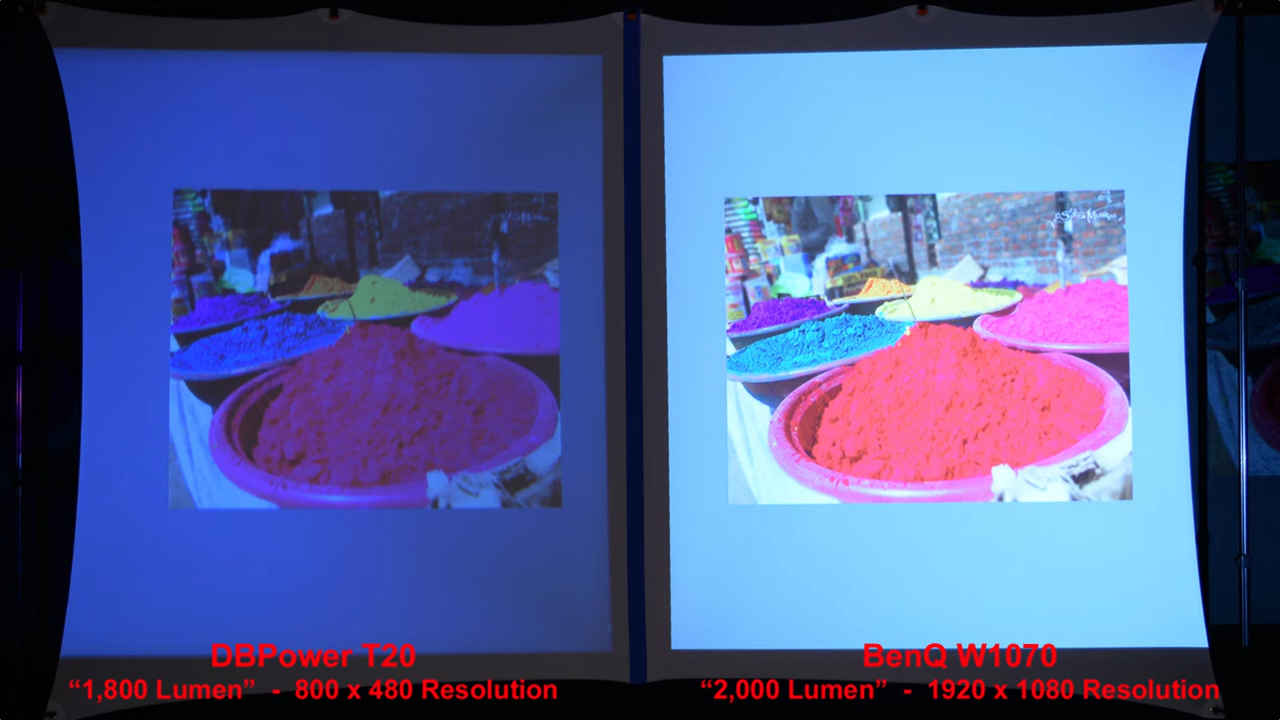 DBPower T20
“1,800 Lumen” - 800 x 480 Resolution
BenQ W1070
“2,000 Lumen” - 1920 x 1080 Resolution